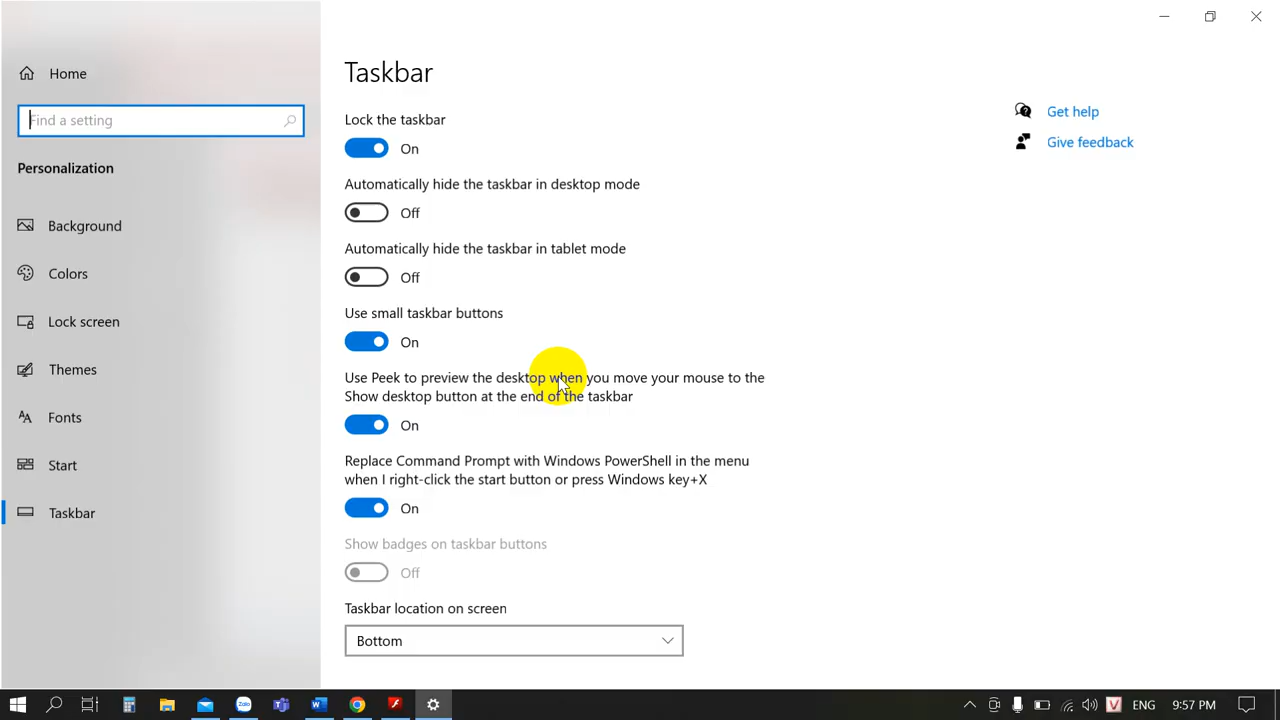 Home
Find a setting
Personalization
Background
Colors
Lock screen
Themes
Fonts
Start
Taskbar
Taskbar
Lock the taskbar
On
Automatically hide the taskbar in desktop mode
Off
Automatically hide the taskbar in tablet mode
Off
Use small taskbar buttons
On
Use Peek to preview the desktop when you move your mouse to the
Show desktop button at the end of the taskbar
On
Replace Command Prompt with Windows PowerShell in the menu
when I right-click the start button or press Windows key+X
On
Show badges on taskbar buttons
Off
Taskbar location on screen
Bottom
Get help
Give feedback
Zalo
V
ENG
9:57 PM